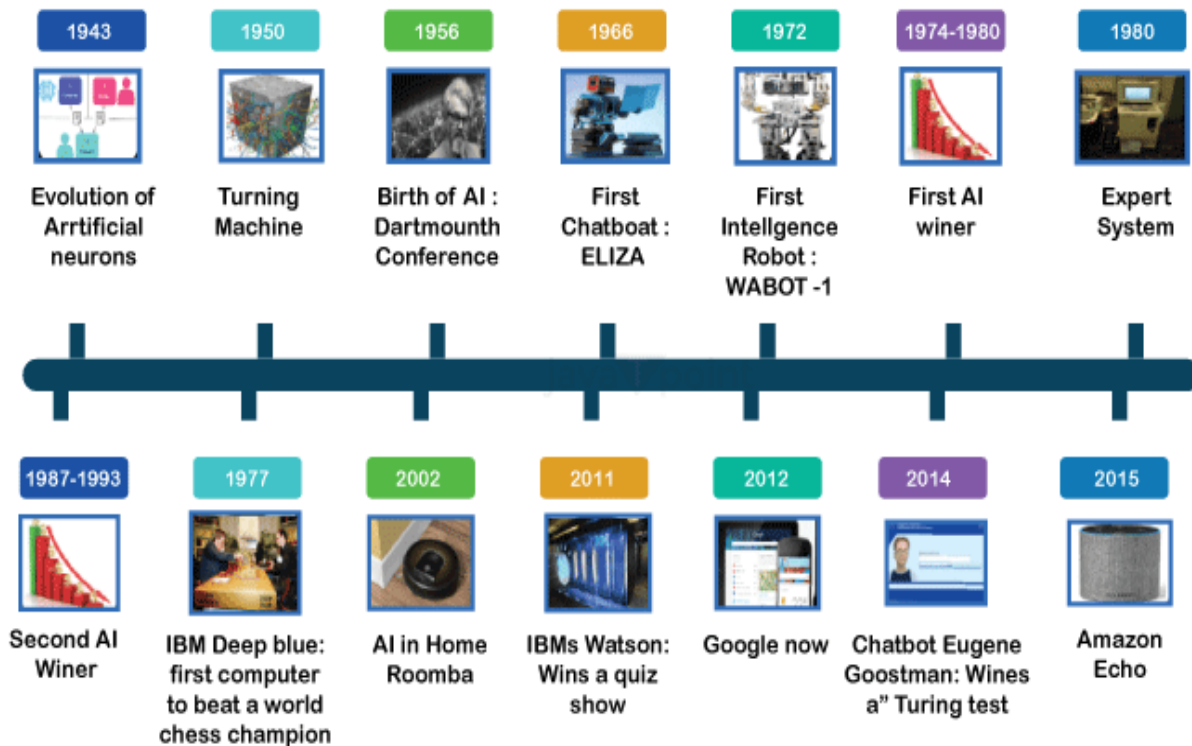 1943
1950
1956
1966
1972
1974-1980
1980
Evolution of
Arrtificial
neurons
Turning
Machine
Birth of AI :
Dartmounth
Conference
First
Chatboat :
ELIZA
First
Intellgence
Robot :
WABOT -1
First AI
winer
Expert
System
1987-1993
1977
2002
2011
2012
2014
2015
Second AI
Winer
IBM Deep blue:
first computer
to beat a world
chess champion
AI in Home
Roomba
IBMs Watson:
Wins a quiz
show
Google now
Chatbot Eugene
Goostman: Wines
a” Turing test
Amazon
Echo